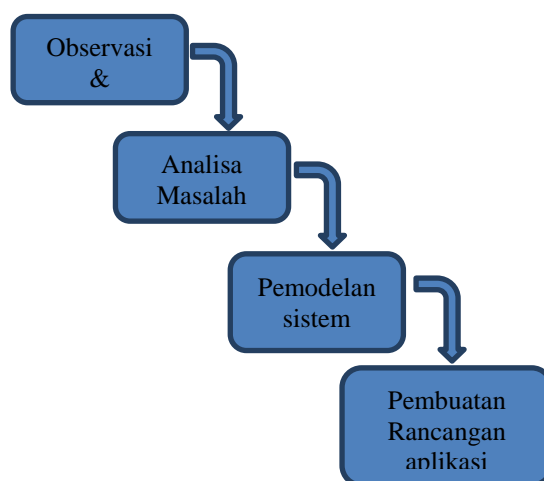 Observasi
&
Analisa
Masalah
Pemodelan
sistem
Pembuatan
Rancangan
aplikasi